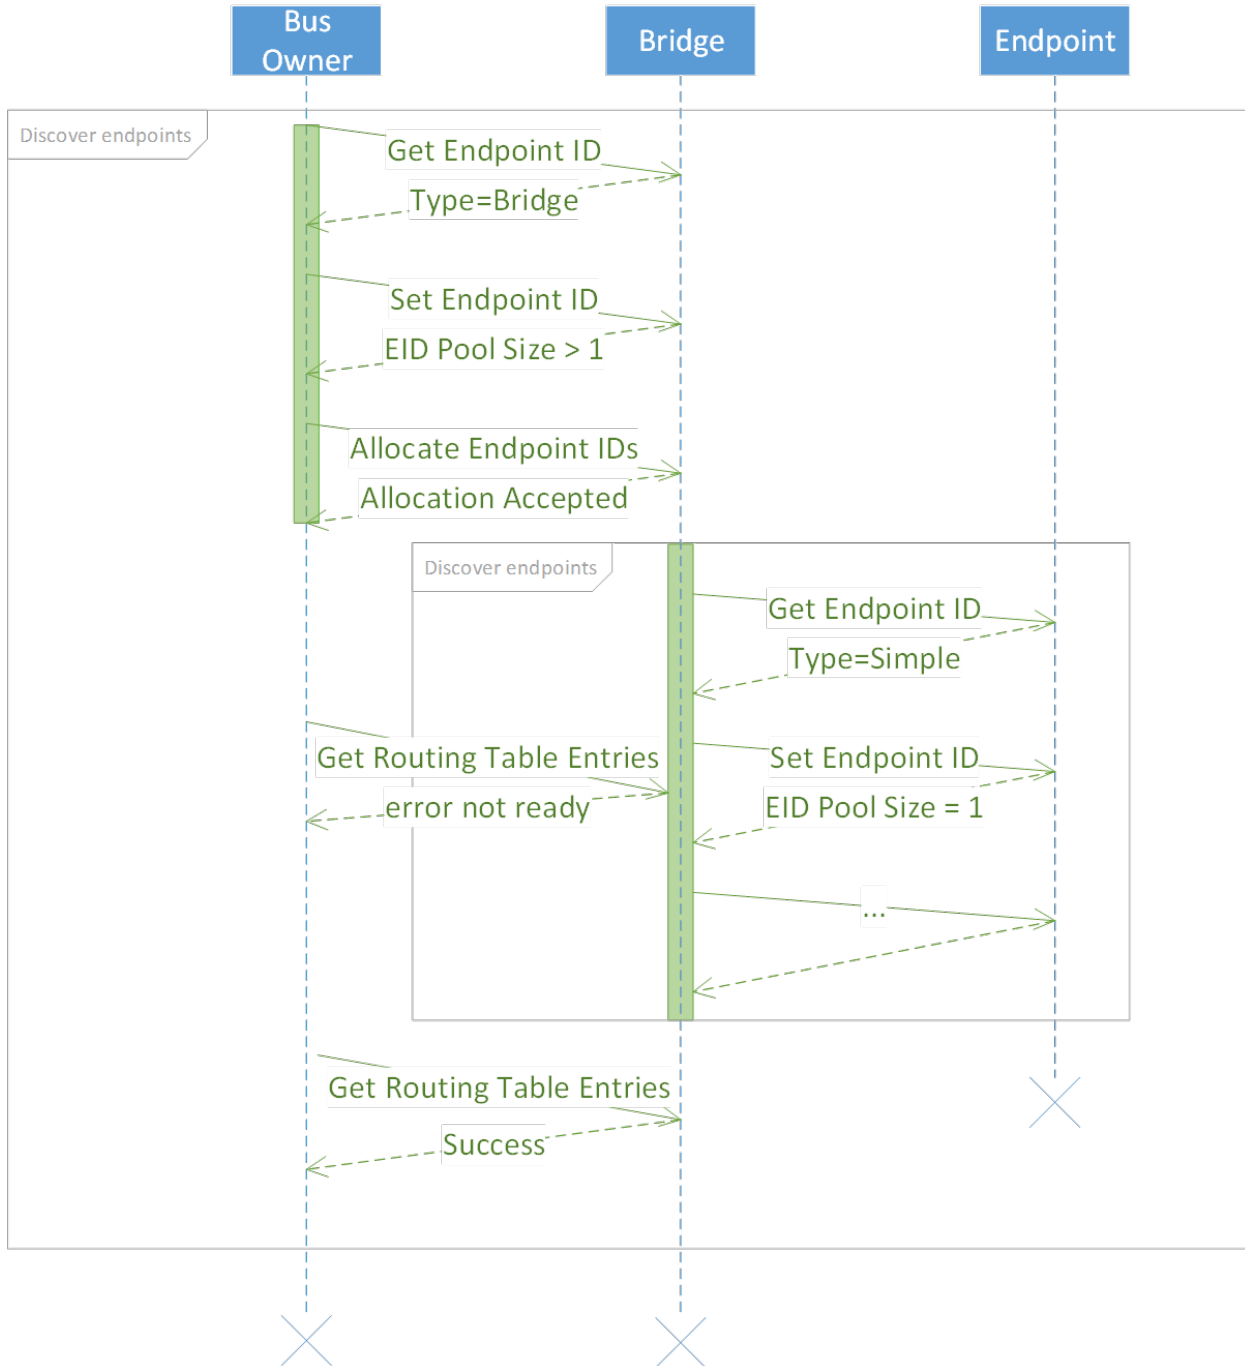 Bus
Owner
Bridge
Endpoint
Discover endpoints
Get Endpoint ID
Type=Bridge
Set Endpoint ID
EID Pool Size > 1
Allocate Endpoint IDs
Allocation Accepted
Discover endpoints
Get Endpoint ID
Type=Simple
Get Routing Table Entries
Set Endpoint ID
error not ready
EID Pool Size = 1
...
Get Routing Table Entries
Success